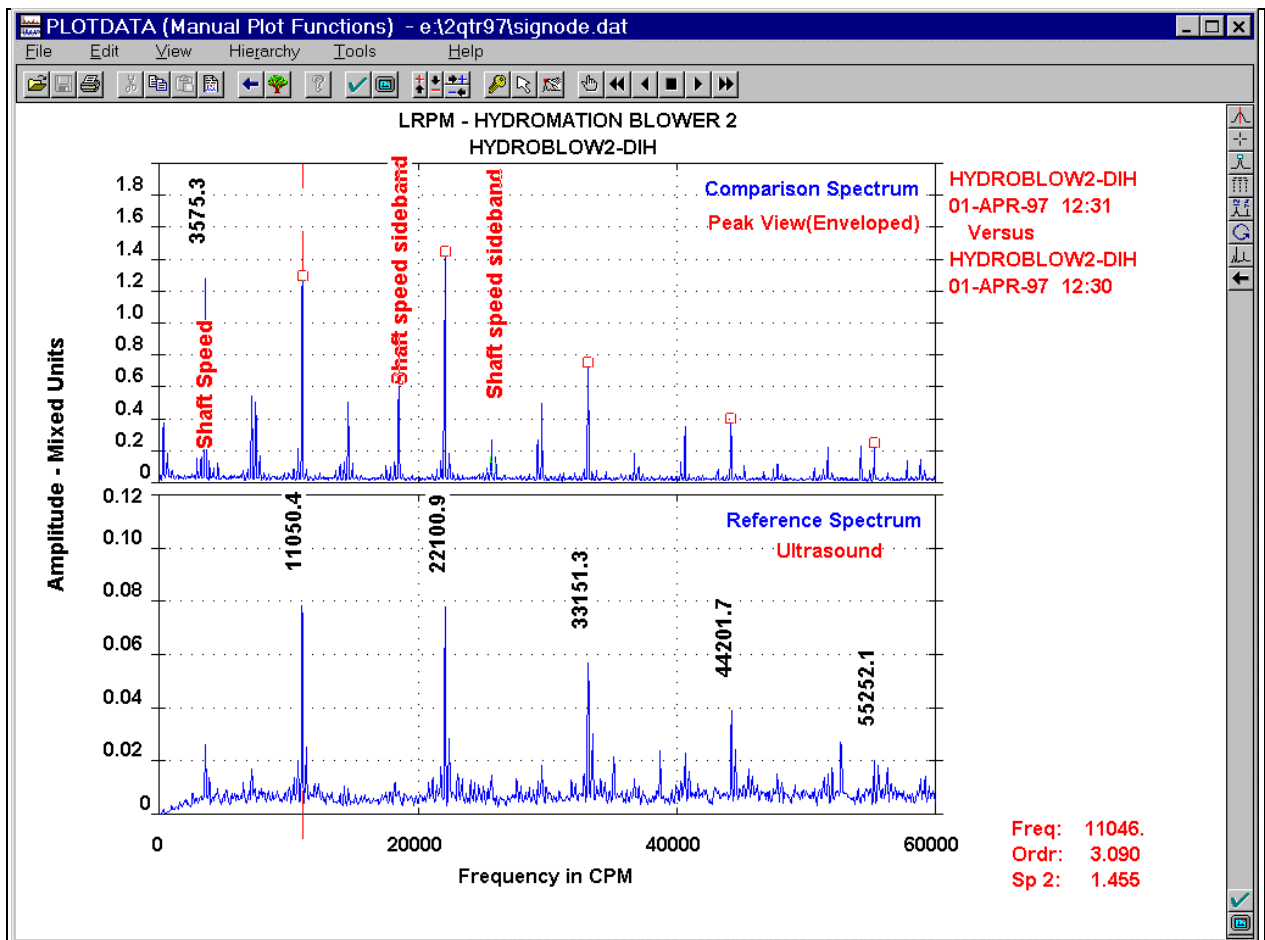 PLOTDATA (Manual Plot Functions) - e:\2qtr97\signode.dat
File Edit View Hierarchy Tools Help
LRPM - HYDROMATION BLOWER 2
HYDROBLOW2-DIH
Amplitude - Mixed Units
1.8
1.6
1.4
1.2
1.0
0.8
0.6
0.4
0.2
0
3575.3
Shaft Speed
Shaft speed sideband
Shaft speed sideband
Comparison Spectrum
Peak View(Enveloped)
HYDROBLOW2-DIH
01-APR-97 12:31
Versus
HYDROBLOW2-DIH
01-APR-97 12:30
0.12
0.10
0.08
0.06
0.04
0.02
0
11050.4
22100.9
33151.3
44201.7
55252.1
Reference Spectrum
Ultrasound
0 20000 40000 60000
Frequency in CPM
Freq: 11046.
Ordr: 3.090
Sp 2: 1.455